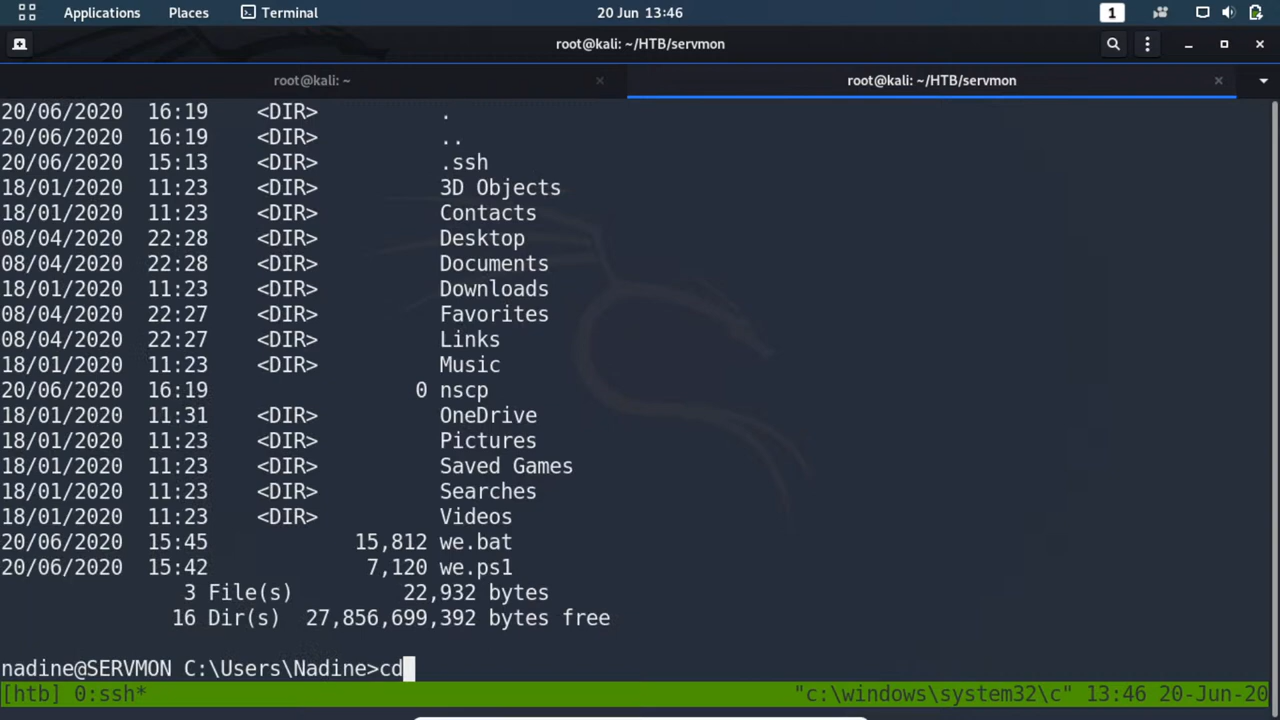 Applications Places Terminal 20 Jun 13:46 1
root@kali: ~/HTB/servmon
root@kali: ~ root@kali: ~/HTB/servmon
20/06/2020 16:19 <DIR> .
20/06/2020 16:19 <DIR> ..
20/06/2020 15:13 <DIR> .ssh
18/01/2020 11:23 <DIR> 3D Objects
18/01/2020 11:23 <DIR> Contacts
08/04/2020 22:28 <DIR> Desktop
08/04/2020 22:28 <DIR> Documents
18/01/2020 11:23 <DIR> Downloads
08/04/2020 22:27 <DIR> Favorites
08/04/2020 22:27 <DIR> Links
18/01/2020 11:23 <DIR> Music
20/06/2020 16:19 0 nscp
18/01/2020 11:31 <DIR> OneDrive
18/01/2020 11:23 <DIR> Pictures
18/01/2020 11:23 <DIR> Saved Games
18/01/2020 11:23 <DIR> Searches
18/01/2020 11:23 <DIR> Videos
20/06/2020 15:45 15,812 we.bat
20/06/2020 15:42 7,120 we.ps1
3 File(s) 22,932 bytes
16 Dir(s) 27,856,699,392 bytes free
nadine@SERVMON C:\Users\Nadine>cd
[htb] 0:ssh* "c:\windows\system32\c" 13:46 20-Jun-20